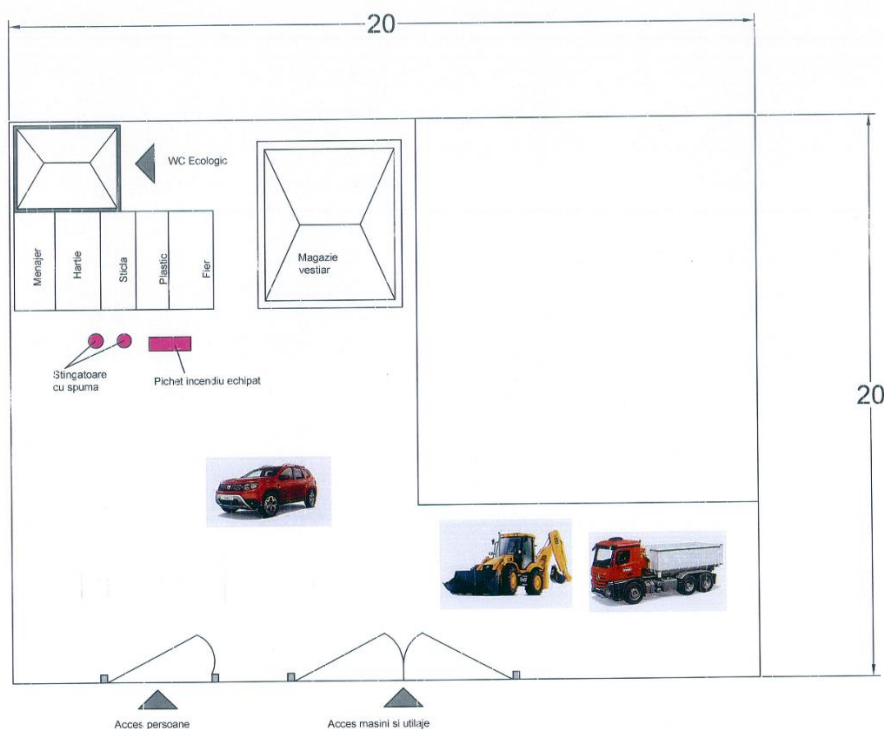 20
WC Ecologic
Menajer
Hartie
Sticla
Plastic
Fier
Magazie
vestiar
Stingatoare
cu spuma
Pichet incendiu echipat
20
Acces persoane
Acces masini si utilaje